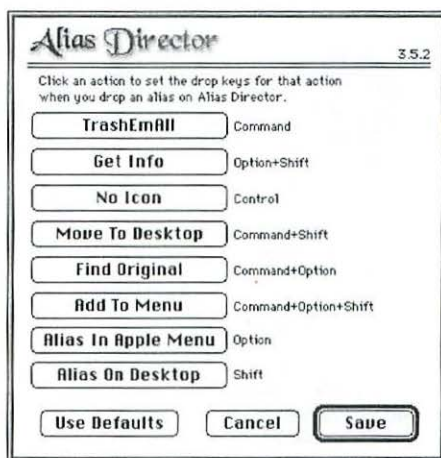 Alias Director
3.5.2
Click an action to set the drop keys for that action
when you drop an alias on Alias Director.
TrashEmAll Command
Get Info Option+Shift
No Icon Control
Move To Desktop Command+Shift
Find Original Command+Option
Add To Menu Command+Option+Shift
Alias In Apple Menu Option
Alias On Desktop Shift
Use Defaults Cancel Save